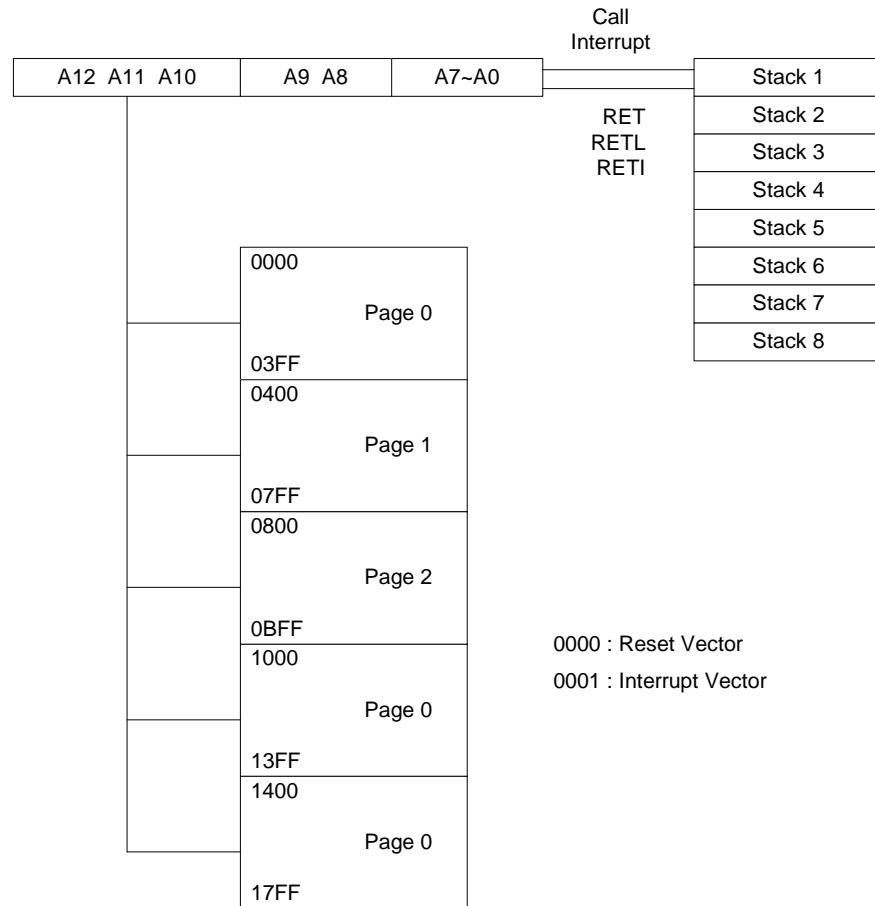 Call
Interrupt
A12 A11 A10
A9 A8
A7~A0
Stack 1
Stack 2
Stack 3
Stack 4
Stack 5
Stack 6
Stack 7
Stack 8
RET
RETL
RETI
0000
Page 0
03FF
0400
Page 1
07FF
0800
Page 2
0BFF
1000
Page 0
13FF
1400
Page 0
17FF
0000 : Reset Vector
0001 : Interrupt Vector